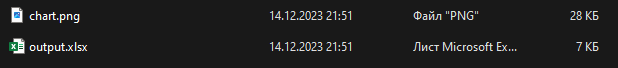 chart.png 14.12.2023 21:51 Файл "PNG" 28 КБ
output.xlsx 14.12.2023 21:51 Лист Microsoft Ex... 7 КБ